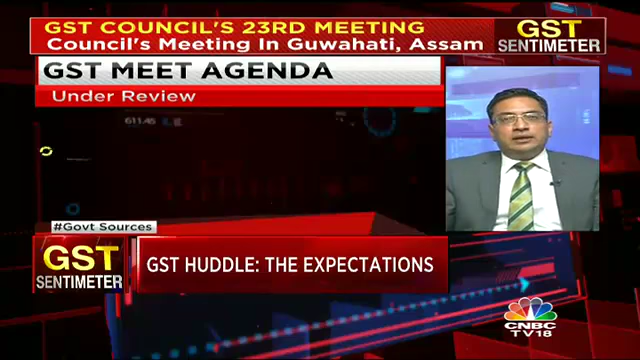 GST COUNCIL'S 23RD MEETING
Council's Meeting In Guwahati, Assam
GST
SENTIMETER
GST MEET AGENDA
Under Review
611.45
#Govt Sources
GST
SENTIMETER
GST HUDDLE: THE EXPECTATIONS
CNBC
TV18